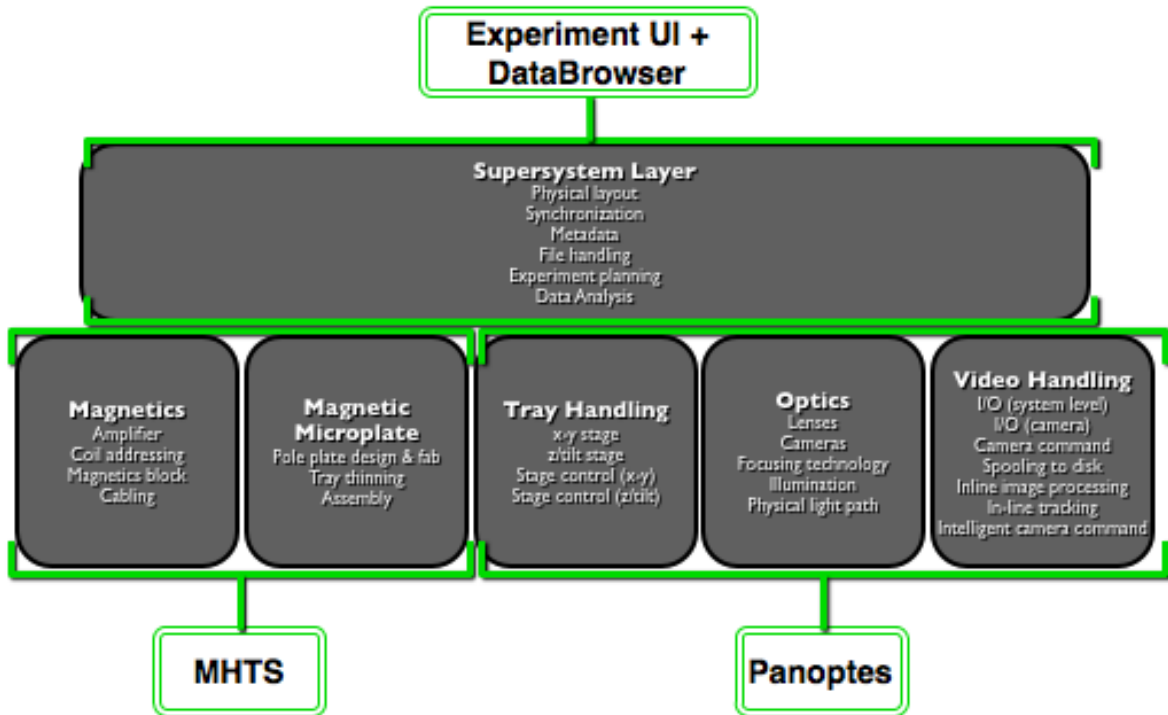 Experiment UI +
DataBrowser
Supersystem Layer
Physical layout
Synchronization
Metadata
File handling
Experiment planning
Data Analysis
Magnetics
Amplifier
Coil addressing
Magnetics block
Cabling
Magnetic
Microplate
Pole plate design & fab
Tray thinning
Assembly
Tray Handling
x-y stage
z/tilt stage
Stage control (x-y)
Stage control (z/tilt)
Optics
Lenses
Cameras
Focusing technology
Illumination
Physical light path
Video Handling
I/O (system level)
I/O (camera)
Camera command
Spooling to disk
Inline image processing
In-line tracking
Intelligent camera command
MHTS
Panoptes